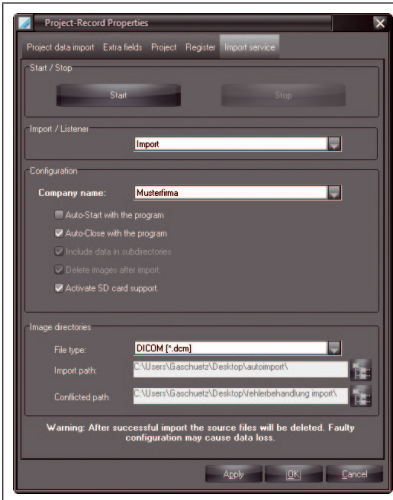 Project-Record Properties
Project data import Extra fields Project Register Import service
Start / Stop
Start Stop
Import / Listener
Import
Configuration
Company name: Musterfirma
Auto-Start with the program
Auto-Close with the program
Include data in subdirectories
Delete images after import
Activate SD card support.
Image directories
File type: DICOM (*.dcm)
Import path: C:\Users\Gaschuetz\Desktop\autoimport\
Conflicted path C:\Users\Gaschuetz\Desktop\fehlerbehandlung import\
Warning: After successful import the source files will be deleted. Faulty
configuration may cause data loss.
Apply OK Cancel